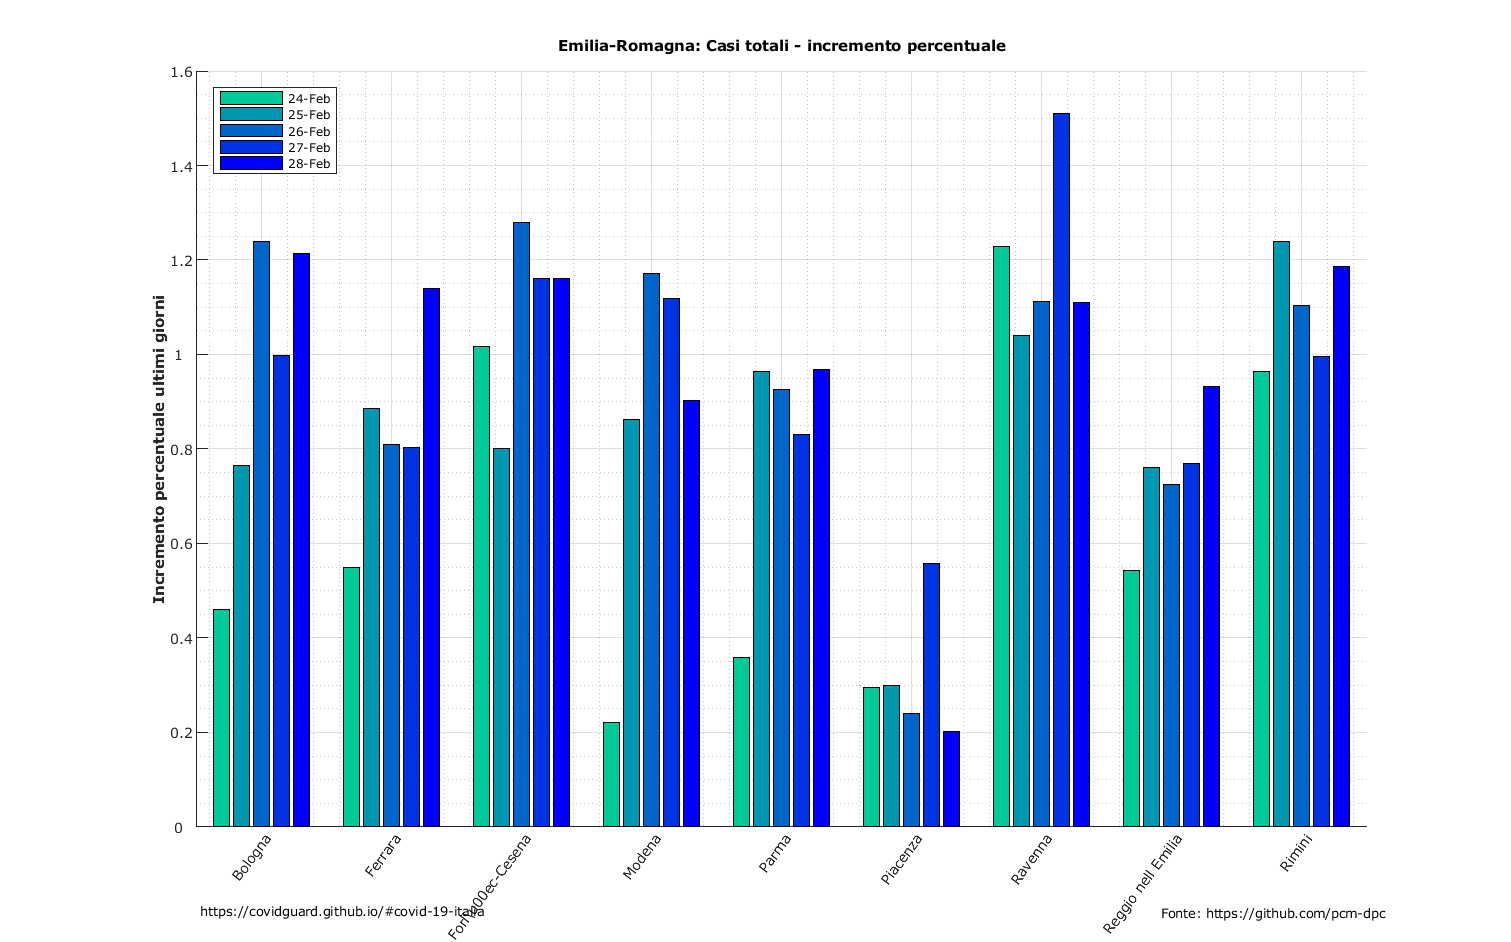 Emilia-Romagna: Casi totali - incremento percentuale
Incremento percentuale ultimi giorni
1.6
1.4
1.2
1
0.8
0.6
0.4
0.2
0
24-Feb
25-Feb
26-Feb
27-Feb
28-Feb
Bologna
Ferrara
Modena
Parma
Piacenza
Ravenna
Reggio nell Emilia
Rimini
https://covidguard.github.io/#covid-19-italia
Fonte: https://github.com/pcm-dpc